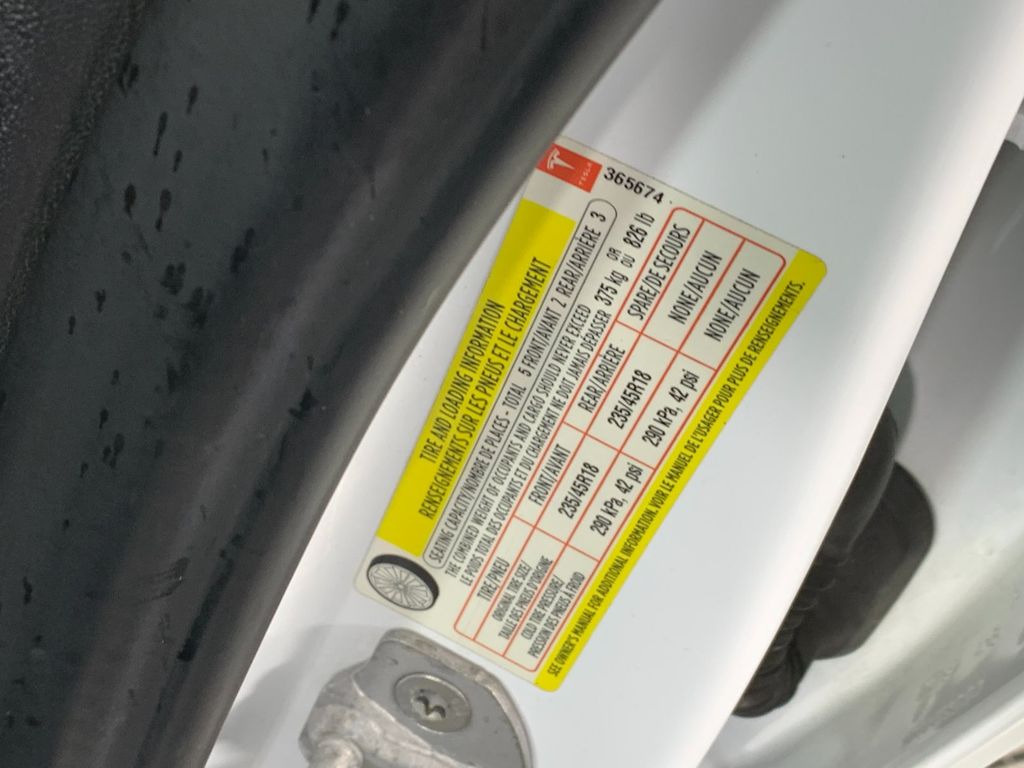 TESLA
365674
TIRE AND LOADING INFORMATION
RENSEIGNEMENTS SUR LES PNEUS ET LE CHARGEMENT
SEATING CAPACITY/NOMBRE DE PLACES - TOTAL 5 FRONT/AVANT 2 REAR/ARRIÈRE 3
THE COMBINED WEIGHT OF OCCUPANTS AND CARGO SHOULD NEVER EXCEED 375 kg OR 826 lb
LE POIDS TOTAL DES OCCUPANTS ET DU CHARGEMENT NE DOIT JAMAIS DÉPASSER 375 kg OU 826 lb
TIRE/PNEU FRONT/AVANT REAR/ARRIÈRE SPARE/DE SECOURS
ORIGINAL TIRE SIZE/
TAILLE DES PNEUS D'ORIGINE 235/45R18 235/45R18 NONE/AUCUN
COLD TIRE PRESSURE/
PRESSION DES PNEUS A FROID 290 kPa, 42 psi 290 kPa, 42 psi NONE/AUCUN
SEE OWNER'S MANUAL FOR ADDITIONAL INFORMATION. VOIR LE MANUEL DE L'USAGER POUR PLUS DE RENSEIGNEMENTS.